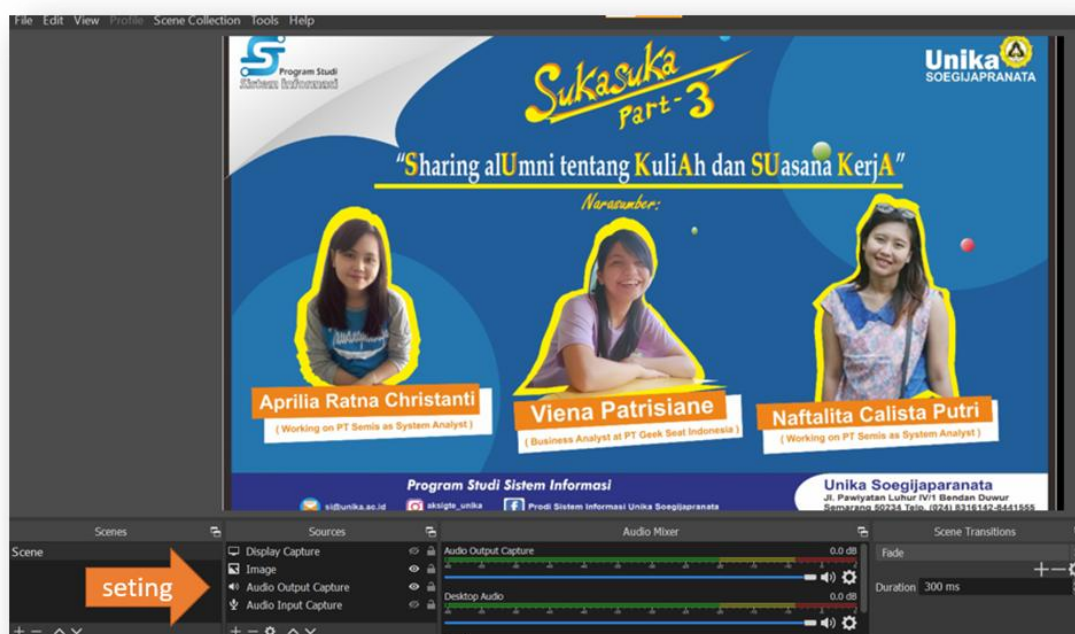 File Edit View Profile Scene Collection Tools Help
Program Studi
Sistem Informasi
Unika
SOEGIJAPRANATA
SukaSuka
Part-3
"Sharing alUmni tentang KuliAh dan SUasana KerjA"
Narasumber:
Aprilia Ratna Christanti
( Working on PT Semis as System Analyst )
Viena Patrisiane
( Business Analyst at PT Geek Seat Indonesia )
Naftalita Calista Putri
( Working on PT Semis as System Analyst )
Program Studi Sistem Informasi
si@unika.ac.id aksigte_unika Prodi Sistem Informasi Unika Soegijapranata
Unika Soegijaparanata
Jl. Pawiyatan Luhur IV/1 Bendan Duwur
Semarang 50234 Telp. (024) 8316142-8441555
Scenes
Scene
seting
Sources
Display Capture
Image
Audio Output Capture
Audio Input Capture
Audio Mixer
Audio Output Capture 0.0 dB
Desktop Audio 0.0 dB
Scene Transitions
Fade
Duration 300 ms